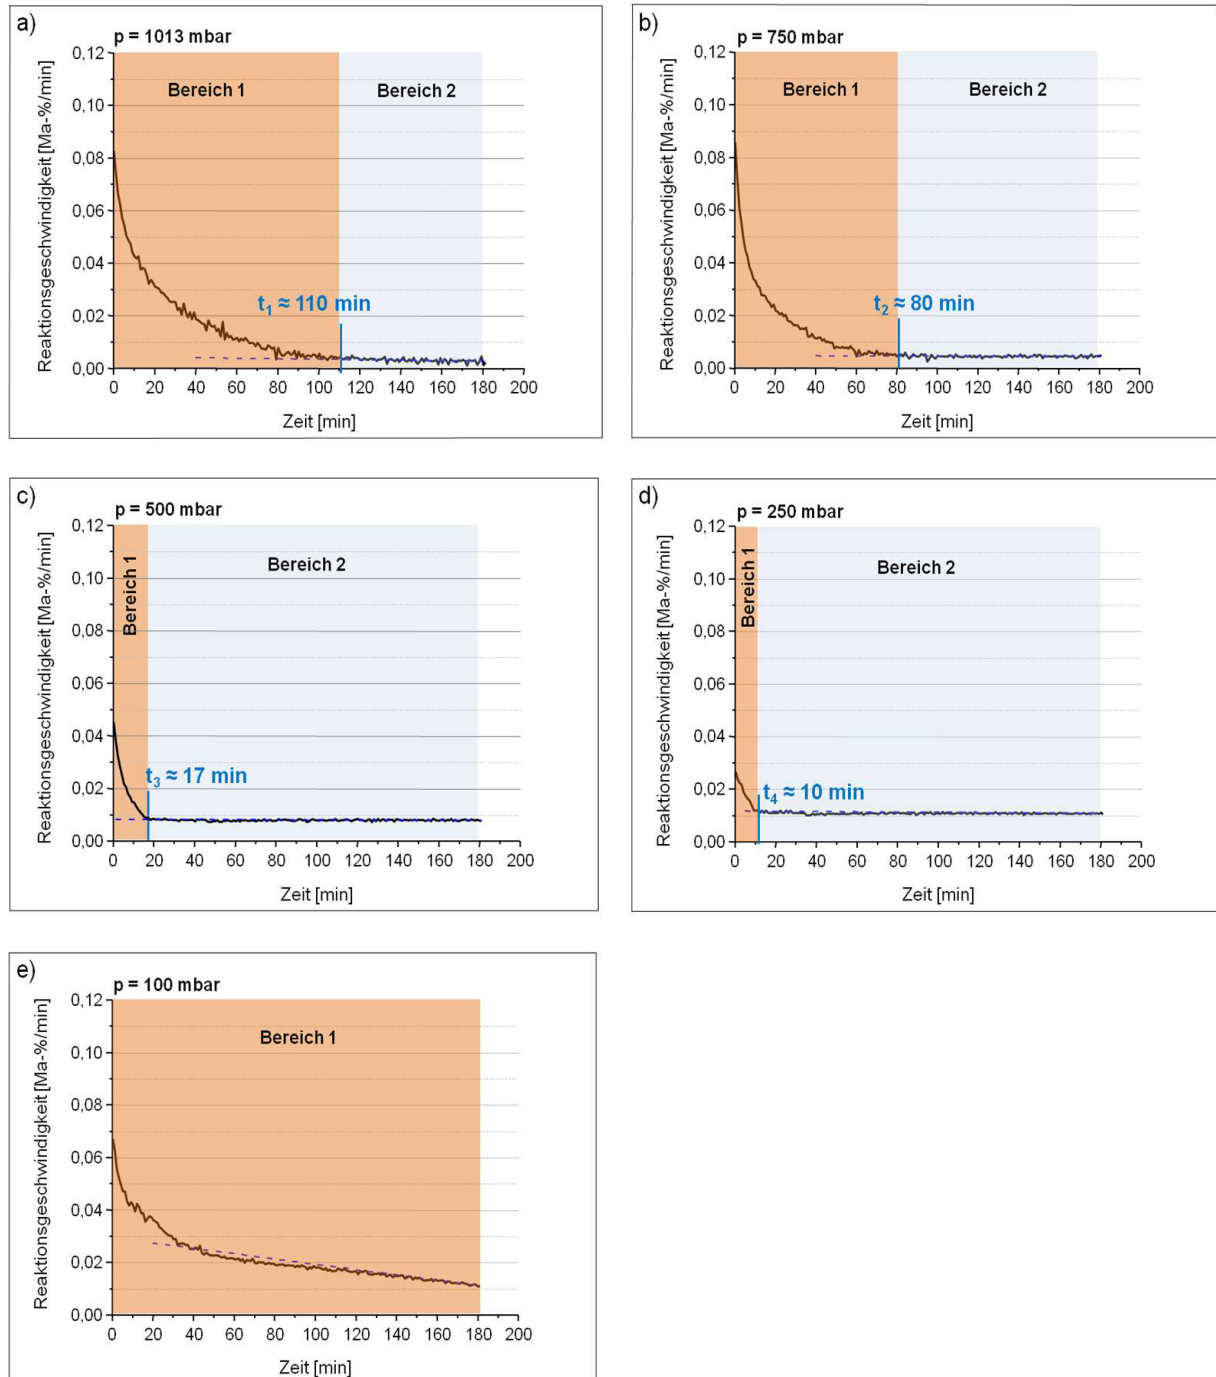 a)
p = 1013 mbar
Reaktionsgeschwindigkeit [Ma-%/min]
0,12
0,10
0,08
0,06
0,04
0,02
0,00
Bereich 1
Bereich 2
t1 ≈ 110 min
0 20 40 60 80 100 120 140 160 180 200
Zeit [min]
b)
p = 750 mbar
Reaktionsgeschwindigkeit [Ma-%/min]
0,12
0,10
0,08
0,06
0,04
0,02
0,00
Bereich 1
Bereich 2
t2 ≈ 80 min
0 20 40 60 80 100 120 140 160 180 200
Zeit [min]
c)
p = 500 mbar
Reaktionsgeschwindigkeit [Ma-%/min]
0,12
0,10
0,08
0,06
0,04
0,02
0,00
Bereich 1
Bereich 2
t3 ≈ 17 min
0 20 40 60 80 100 120 140 160 180 200
Zeit [min]
d)
p = 250 mbar
Reaktionsgeschwindigkeit [Ma-%/min]
0,12
0,10
0,08
0,06
0,04
0,02
0,00
Bereich 1
Bereich 2
t4 ≈ 10 min
0 20 40 60 80 100 120 140 160 180 200
Zeit [min]
e)
p = 100 mbar
Reaktionsgeschwindigkeit [Ma-%/min]
0,12
0,10
0,08
0,06
0,04
0,02
0,00
Bereich 1
0 20 40 60 80 100 120 140 160 180 200
Zeit [min]